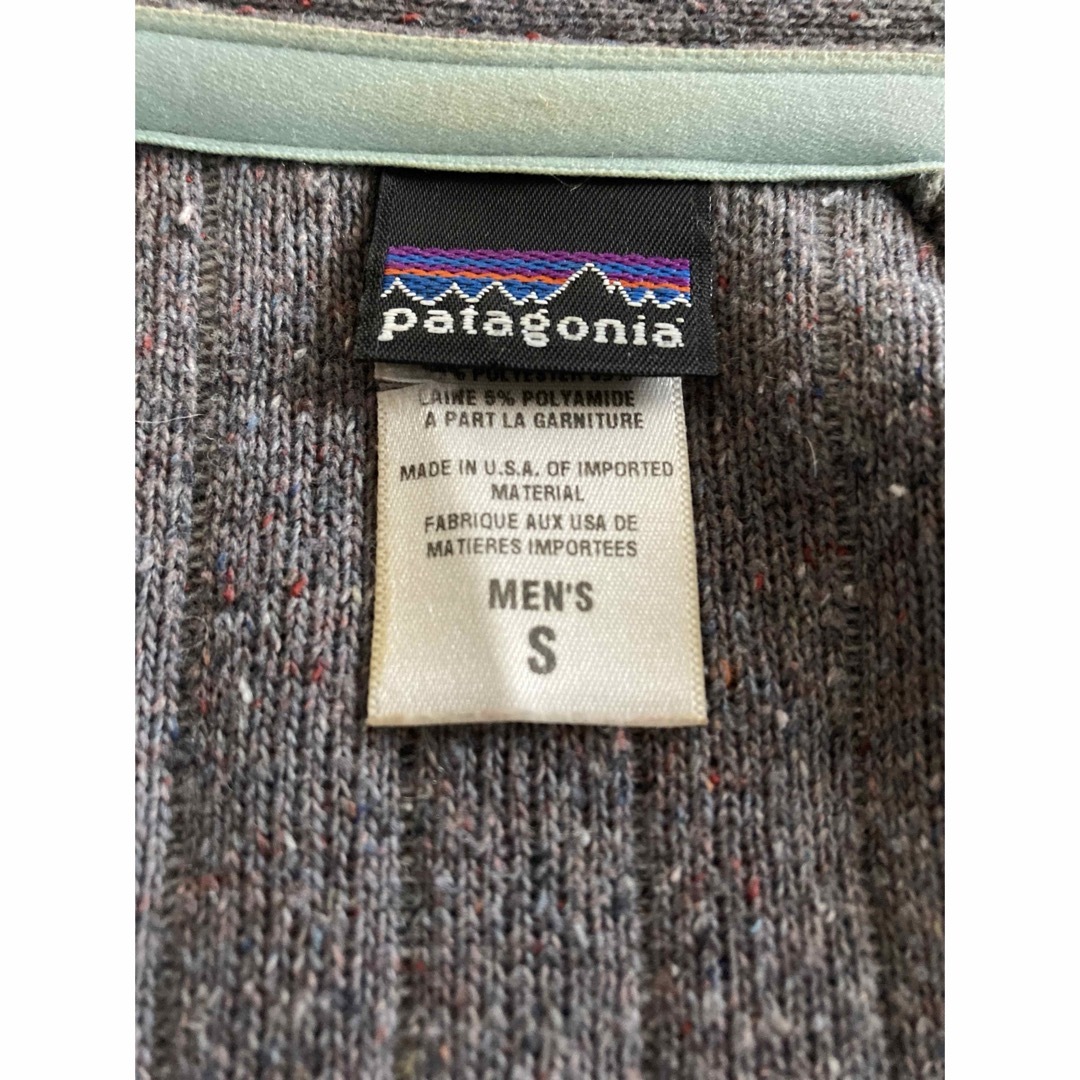 patagonia
POLYESTER
LAINE 5% POLYAMIDE
A PART LA GARNITURE
MADE IN U.S.A. OF IMPORTED
MATERIAL
FABRIQUE AUX USA DE
MATIERES IMPORTEES
MEN'S
S